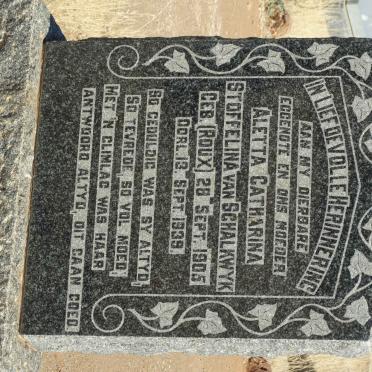 IN LIEFDEVOLLE HERINNERING
AAN MY DIERBARE
EGGENOTE EN ONS MOEDER
ALETTA CATHARINA
STOFFELINA VAN SCHALKWYK
GEB (ROUX) 26 SEPT. 1905
OORL. 18 SEPT. 1959
SO GEDULDIG WAS SY ALTYD,
SO TEVREDE, SO VOL MOED,
MET 'N GLIMLAG WAS HAAR
ANTWOORD ALTYD, DIT GAAN GOED